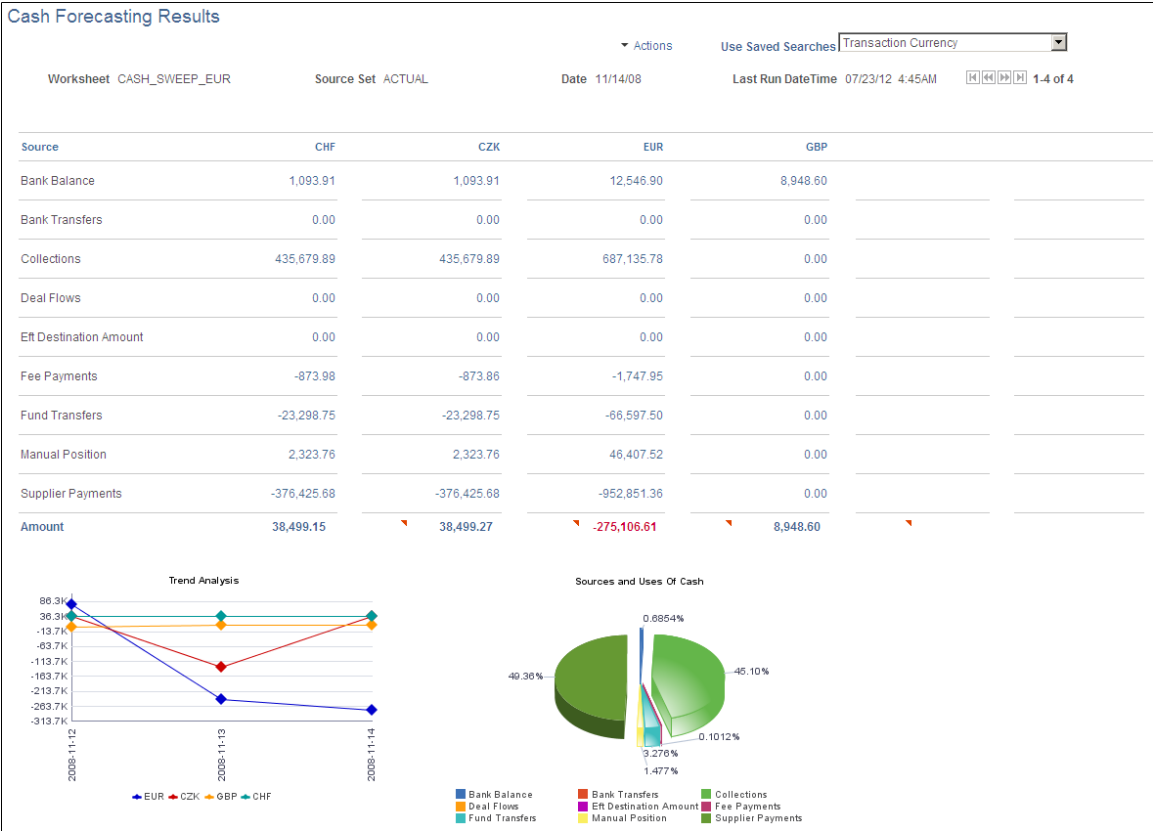 Cash Forecasting Results
Actions Use Saved Searches Transaction Currency
Worksheet CASH_SWEEP_EUR Source Set ACTUAL Date 11/14/08 Last Run DateTime 07/23/12 4:45AM 1-4 of 4
Source CHF CZK EUR GBP
Bank Balance 1,093.91 1,093.91 12,546.90 8,948.60
Bank Transfers 0.00 0.00 0.00 0.00
Collections 435,679.89 435,679.89 687,135.78 0.00
Deal Flows 0.00 0.00 0.00 0.00
Eft Destination Amount 0.00 0.00 0.00 0.00
Fee Payments -873.98 -873.86 -1,747.95 0.00
Fund Transfers -23,298.75 -23,298.75 -66,597.50 0.00
Manual Position 2,323.76 2,323.76 46,407.52 0.00
Supplier Payments -376,425.68 -376,425.68 -952,851.36 0.00
Amount 38,499.15 38,499.27 -275,106.61 8,948.60
Trend Analysis
86.3K
36.3K
-13.7K
-63.7K
-113.7K
-163.7K
-213.7K
-263.7K
-313.7K
2008-11-12
2008-11-13
2008-11-14
EUR CZK GBP CHF
Sources and Uses Of Cash
0.6854%
49.36%
45.10%
0.1012%
3.276%
1.477%
Bank Balance Bank Transfers Collections
Deal Flows Eft Destination Amount Fee Payments
Fund Transfers Manual Position Supplier Payments